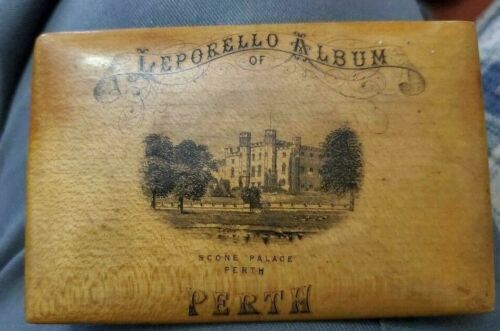 LEPORELLO ALBUM
OF
SCONE PALACE
PERTH
PERTH